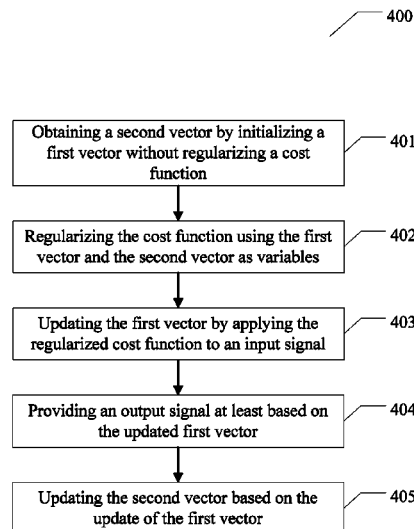 400
Obtaining a second vector by initializing a
first vector without regularizing a cost
function
401
Regularizing the cost function using the first
vector and the second vector as variables
402
Updating the first vector by applying the
regularized cost function to an input signal
403
Providing an output signal at least based on
the updated first vector
404
Updating the second vector based on the
update of the first vector
405